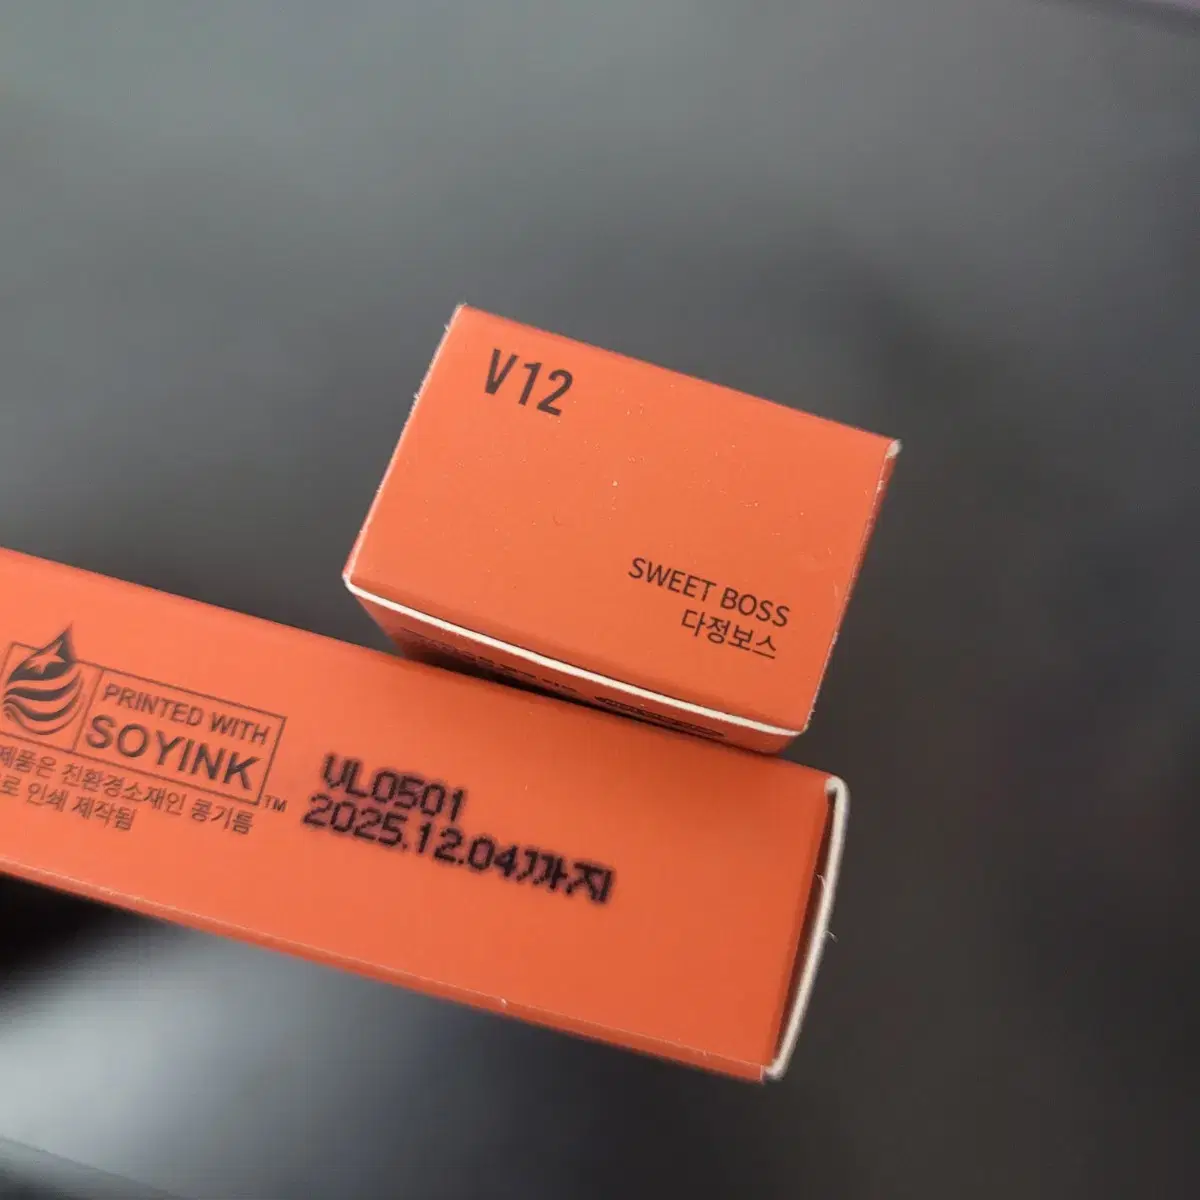 V12
SWEET BOSS
다정보스
PRINTED WITH
SOYINK
TM
제품은 친환경소재인 콩기름
로 인쇄 제작됨
VL0501
2025.12.04까지